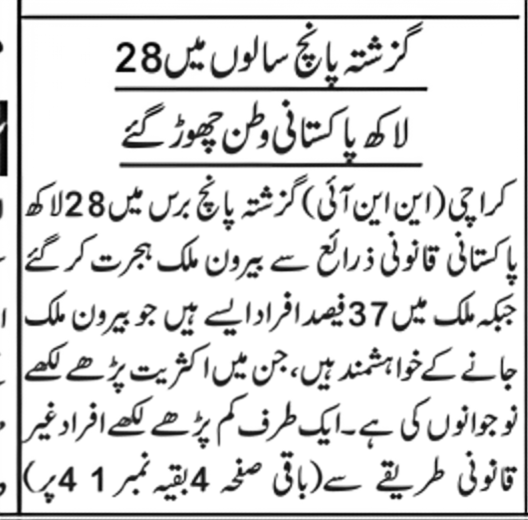 گزشتہ پانچ سالوں میں 28
لاکھ پاکستانی وطن چھوڑ گئے
کراچی (این این آئی) گزشتہ پانچ برس میں 28 لاکھ
پاکستانی قانونی ذرائع سے بیرون ملک ہجرت کر گئے
جبکہ ملک میں 37 فیصد افراد ایسے ہیں جو بیرون ملک
جانے کے خواہشمند ہیں، جن میں اکثریت پڑھے لکھے
نوجوانوں کی ہے۔ ایک طرف کم پڑھے لکھے افراد غیر
قانونی طریقے سے (باقی صفحہ 4 بقیہ نمبر 1 4 پر)